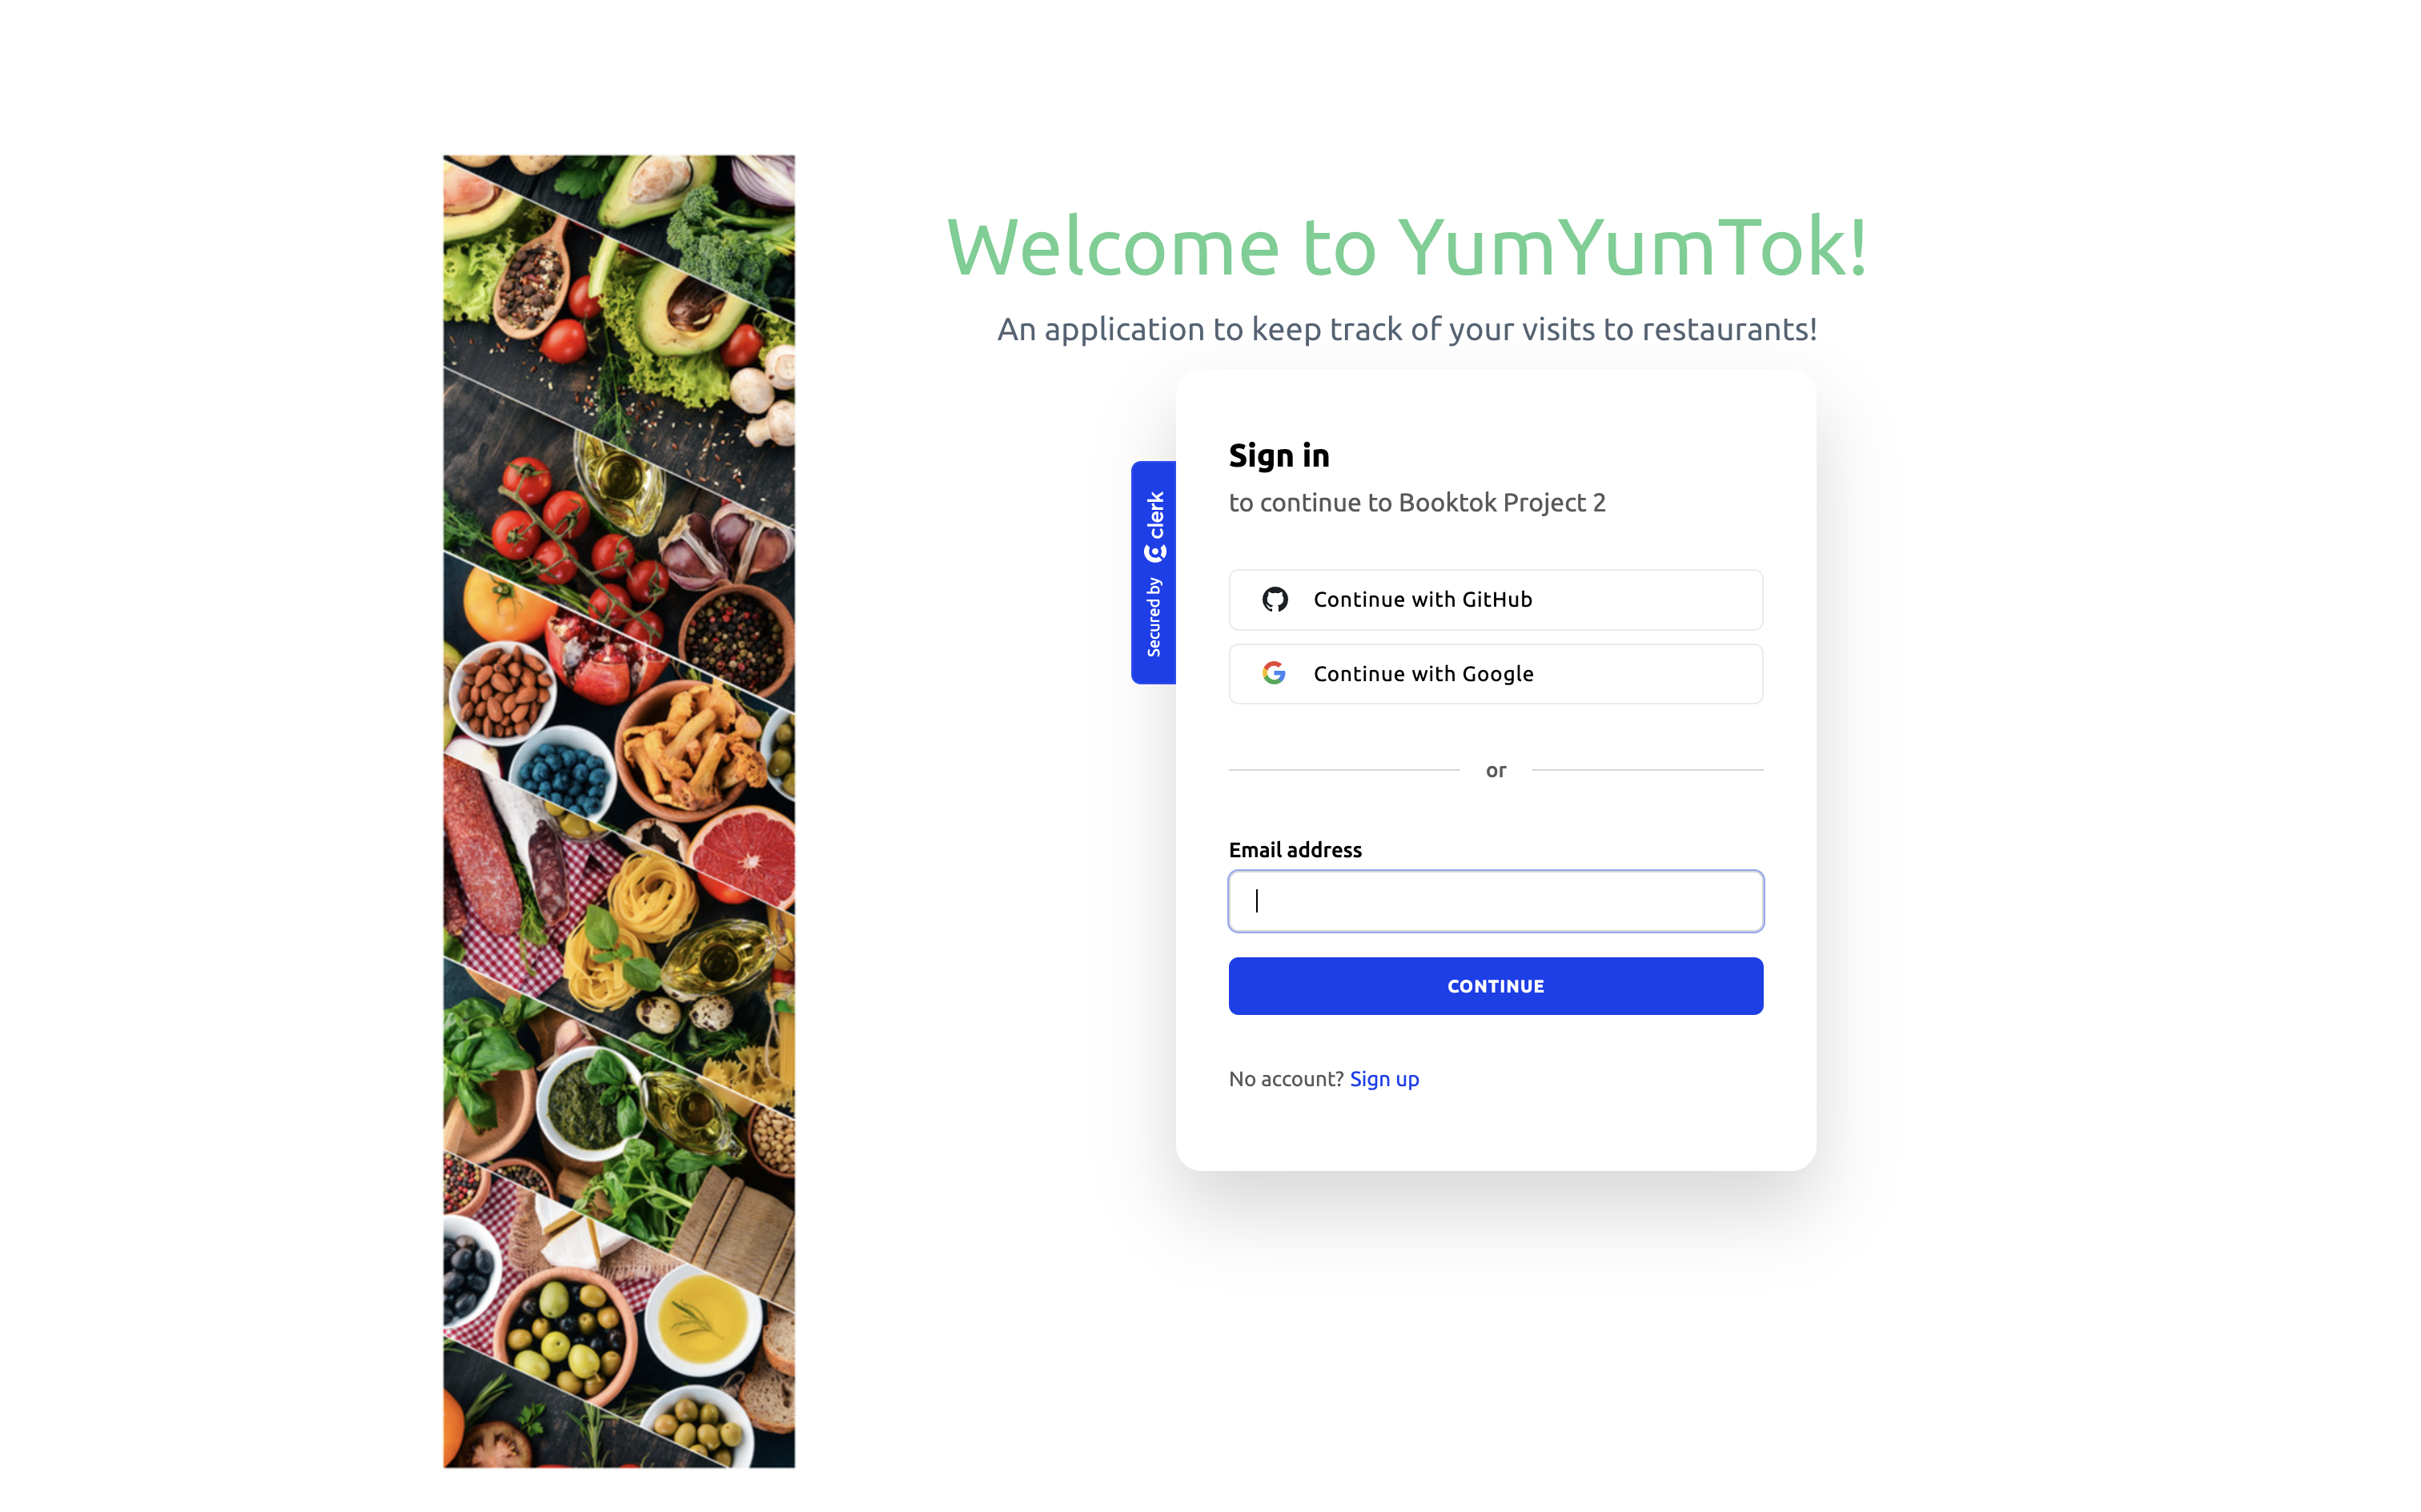 Welcome to YumYumTok!
An application to keep track of your visits to restaurants!
Secured by clerk
Sign in
to continue to Booktok Project 2
Continue with GitHub
Continue with Google
or
Email address
CONTINUE
No account? Sign up